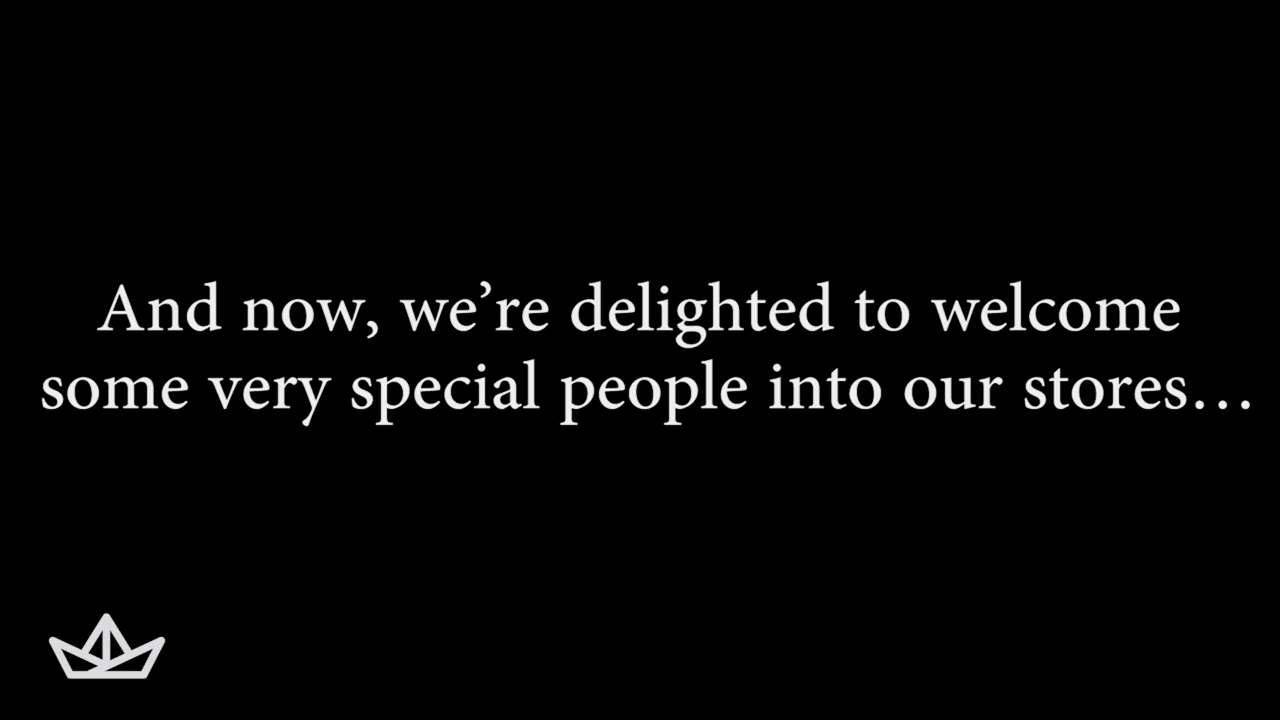 And now, we’re delighted to welcome
some very special people into our stores…